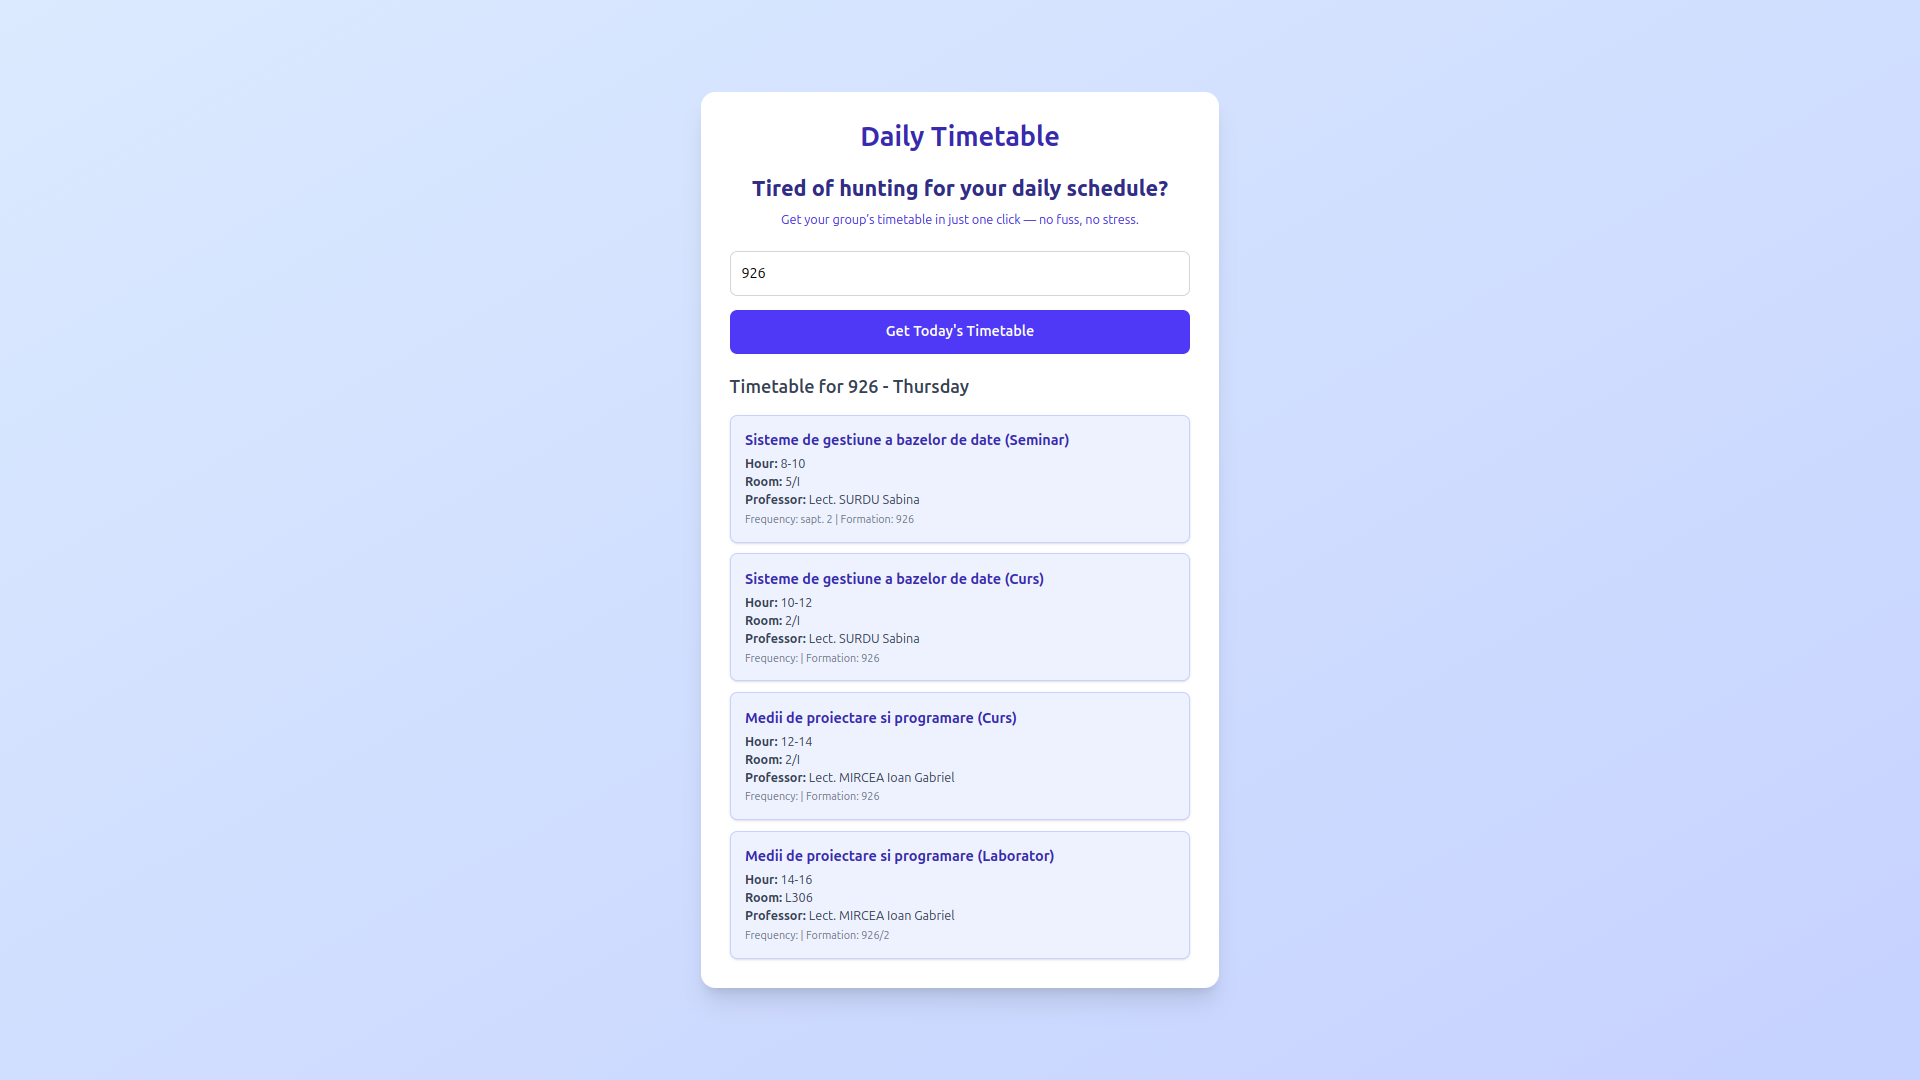 Daily Timetable
Tired of hunting for your daily schedule?
Get your group's timetable in just one click — no fuss, no stress.
926
Get Today's Timetable
Timetable for 926 - Thursday
Sisteme de gestiune a bazelor de date (Seminar)
Hour: 8-10
Room: 5/I
Professor: Lect. SURDU Sabina
Frequency: sapt. 2 | Formation: 926
Sisteme de gestiune a bazelor de date (Curs)
Hour: 10-12
Room: 2/I
Professor: Lect. SURDU Sabina
Frequency: | Formation: 926
Medii de proiectare si programare (Curs)
Hour: 12-14
Room: 2/I
Professor: Lect. MIRCEA Ioan Gabriel
Frequency: | Formation: 926
Medii de proiectare si programare (Laborator)
Hour: 14-16
Room: L306
Professor: Lect. MIRCEA Ioan Gabriel
Frequency: | Formation: 926/2